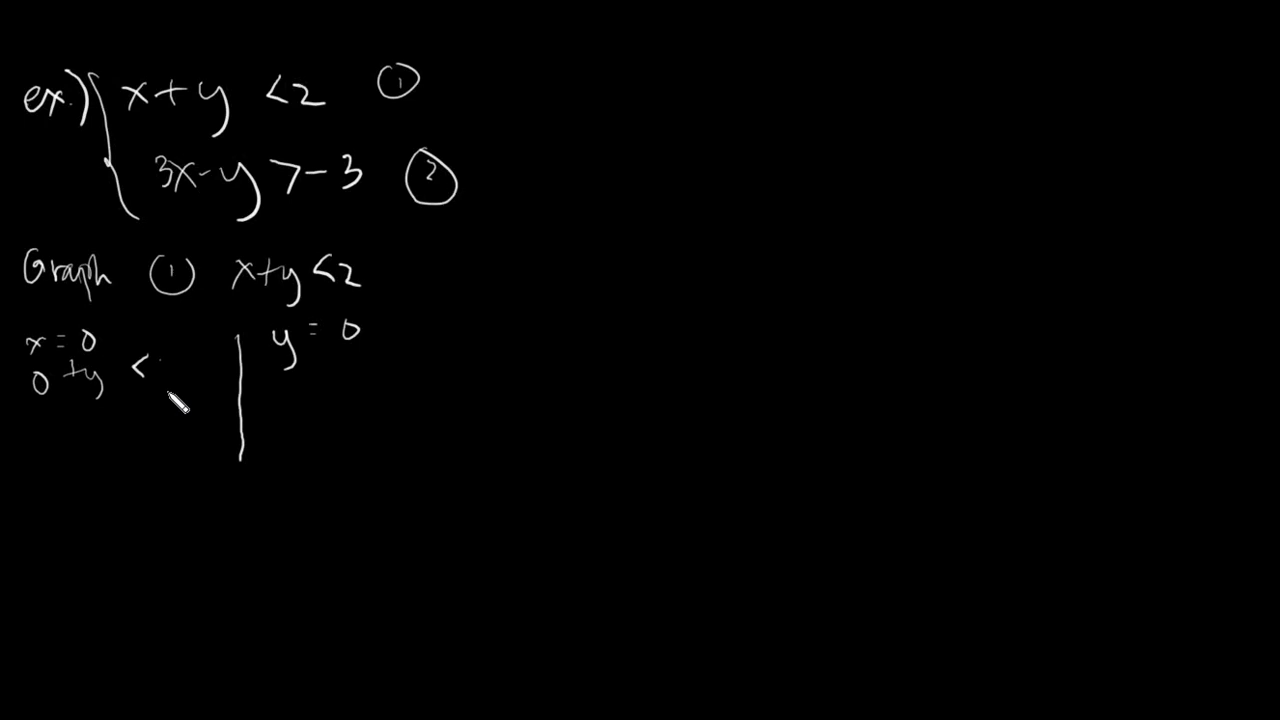 ex.) { x+y <2 ①
3x-y >-3 ②
Graph ① x+y <2
x = 0 | y = 0
0 +y <